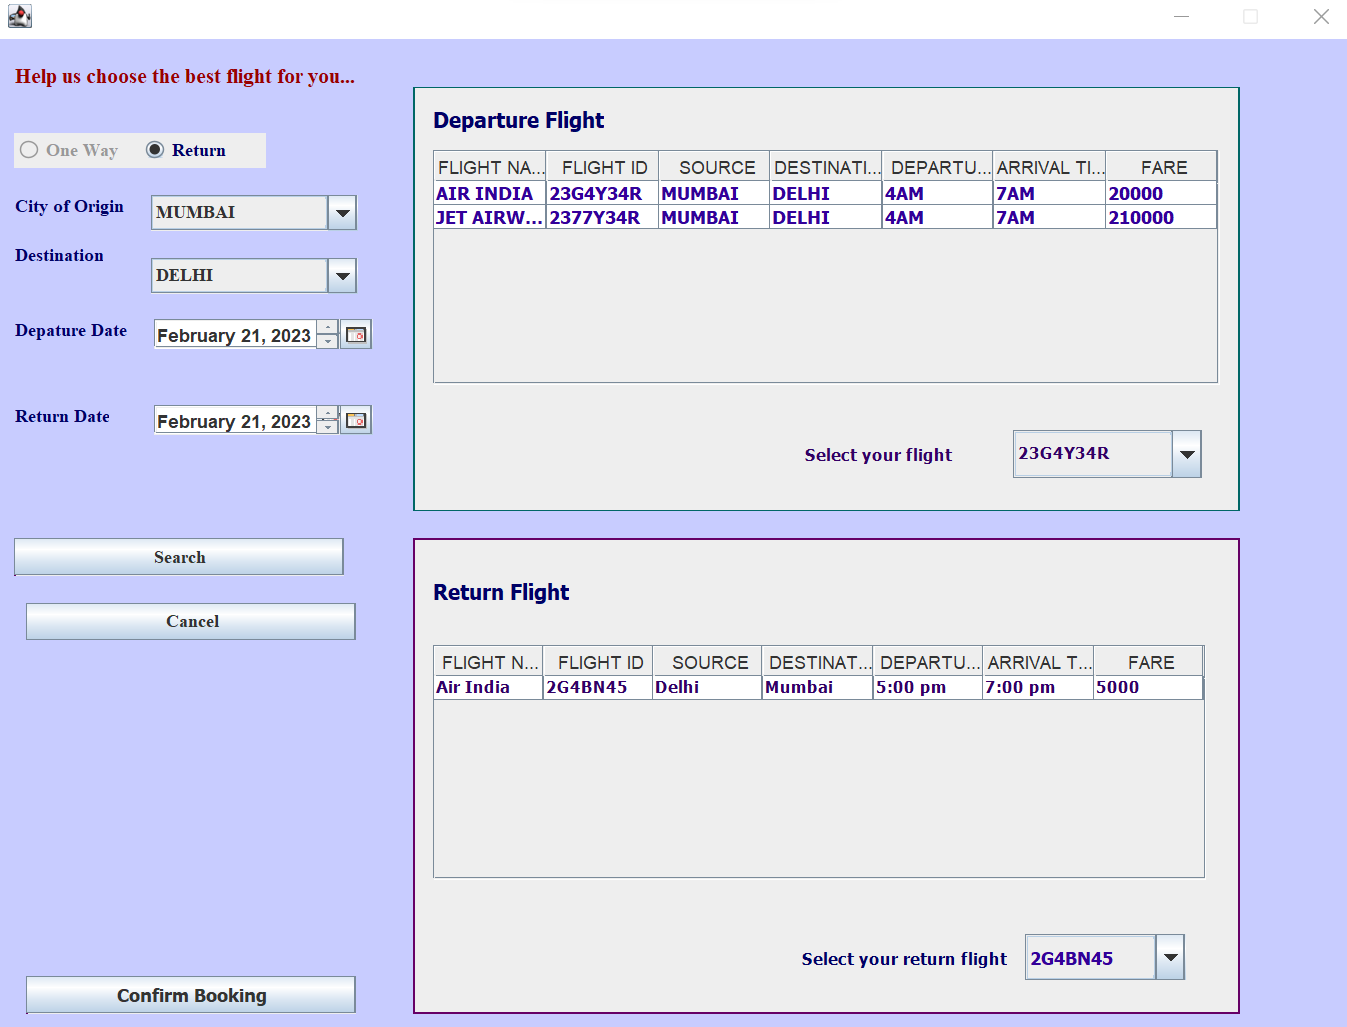 Help us choose the best flight for you...
One Way Return
City of Origin MUMBAI
Destination
DELHI
Depature Date February 21, 2023
Return Date February 21, 2023
Search
Cancel
Confirm Booking
Departure Flight
FLIGHT NA... FLIGHT ID SOURCE DESTINATI... DEPARTU... ARRIVAL TI... FARE
AIR INDIA 23G4Y34R MUMBAI DELHI 4AM 7AM 20000
JET AIRW... 2377Y34R MUMBAI DELHI 4AM 7AM 210000
Select your flight 23G4Y34R
Return Flight
FLIGHT N... FLIGHT ID SOURCE DESTINAT... DEPARTU... ARRIVAL T... FARE
Air India 2G4BN45 Delhi Mumbai 5:00 pm 7:00 pm 5000
Select your return flight 2G4BN45